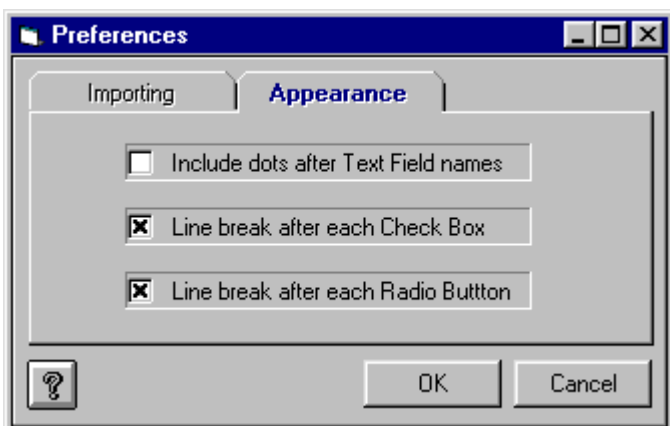 Preferences
Importing Appearance
Include dots after Text Field names
Line break after each Check Box
Line break after each Radio Buttton
? OK Cancel